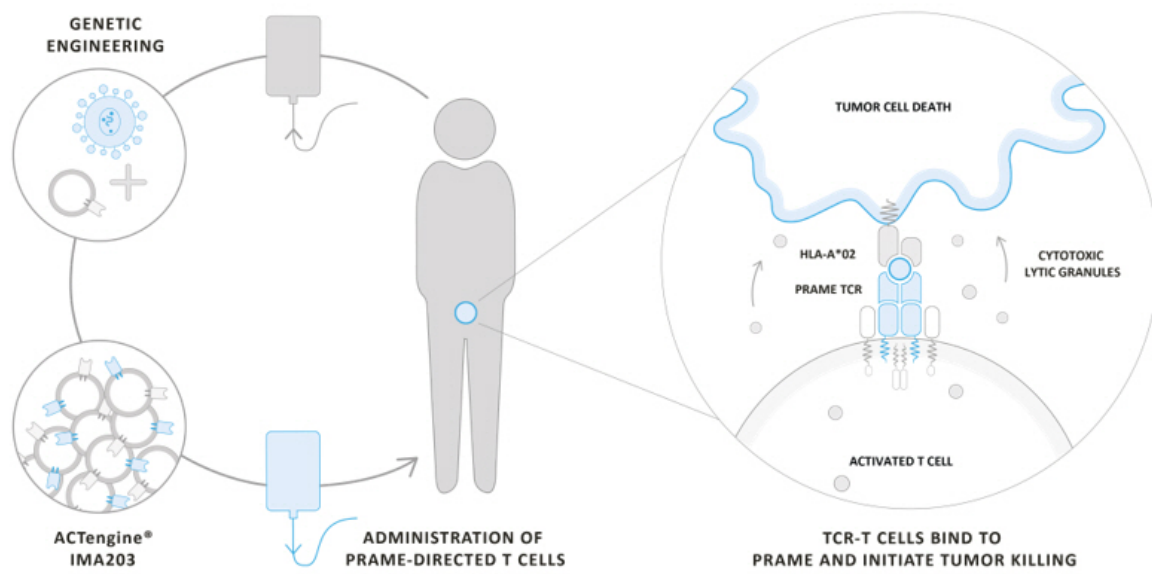 GENETIC
ENGINEERING
ACTengine®
IMA203
ADMINISTRATION OF
PRAME-DIRECTED T CELLS
TUMOR CELL DEATH
HLA-A*02
PRAME TCR
CYTOTOXIC
LYTIC GRANULES
ACTIVATED T CELL
TCR-T CELLS BIND TO
PRAME AND INITIATE TUMOR KILLING